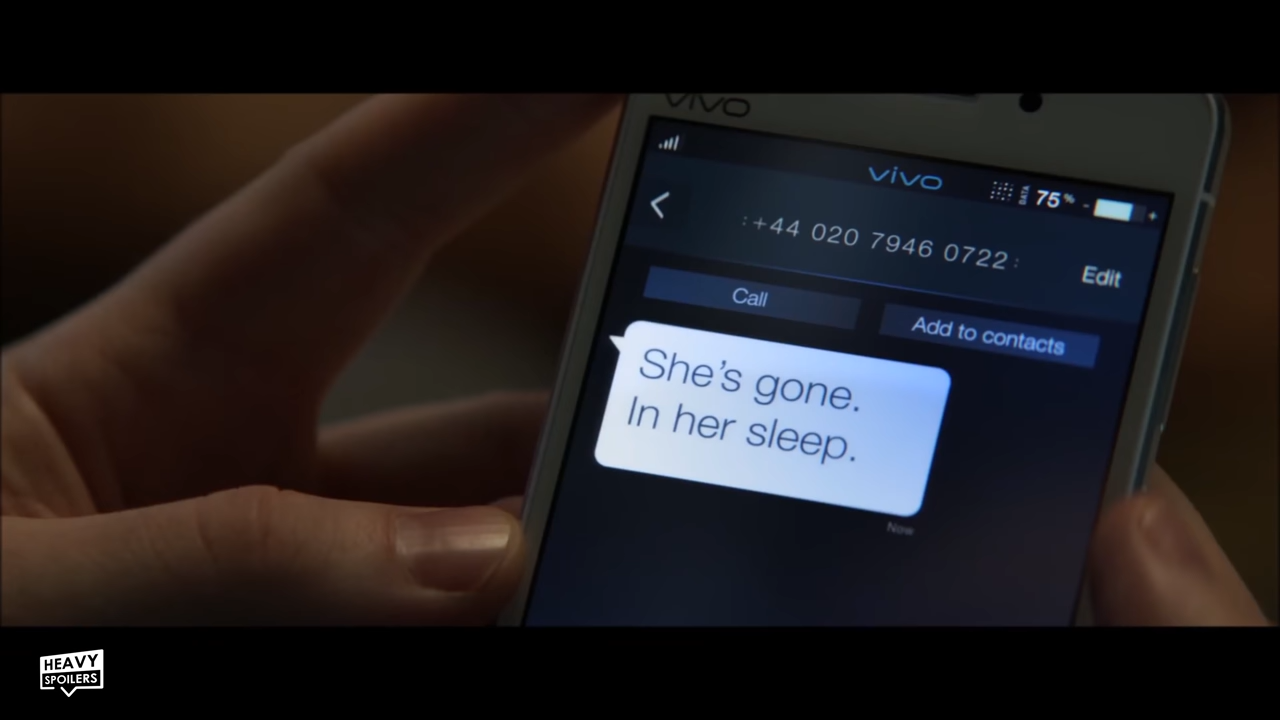 vivo
vivo
DATA 75%
:+44 020 7946 0722:
Edit
Call
Add to contacts
She's gone.
In her sleep.
Now
HEAVY
SPOILERS